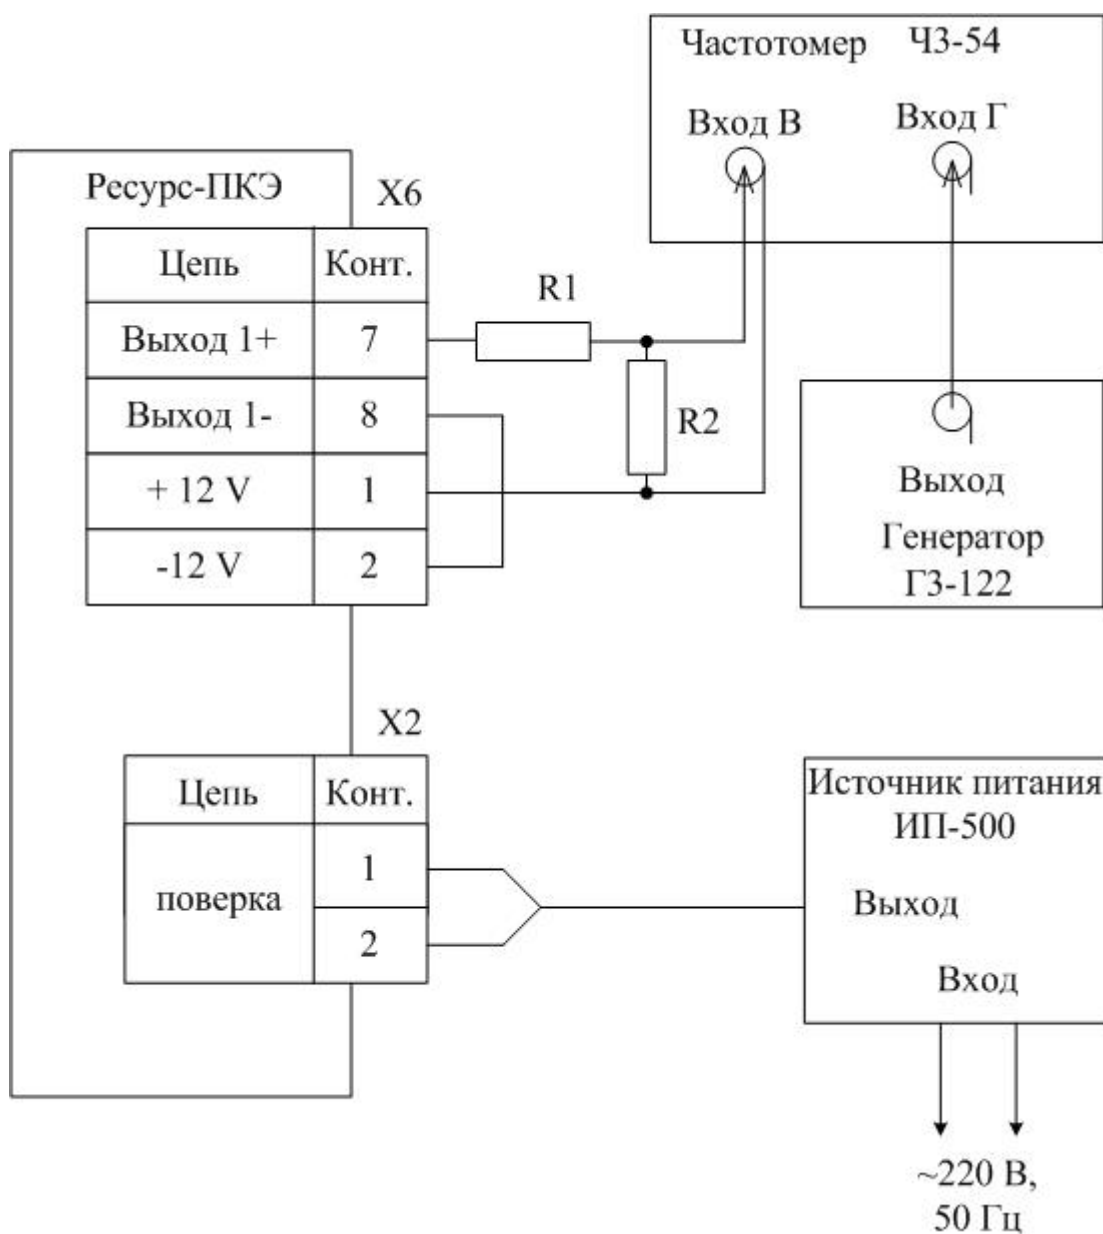 Частотомер ЧЗ-54
Вход В Вход Г
Ресурс-ПКЭ
X6
Цепь Конт.
Выход 1+ 7
Выход 1- 8
+ 12 V 1
-12 V 2
R1
R2
Выход
Генератор
ГЗ-122
X2
Цепь Конт.
поверка 1
2
Источник питания
ИП-500
Выход
Вход
~220 В,
50 Гц